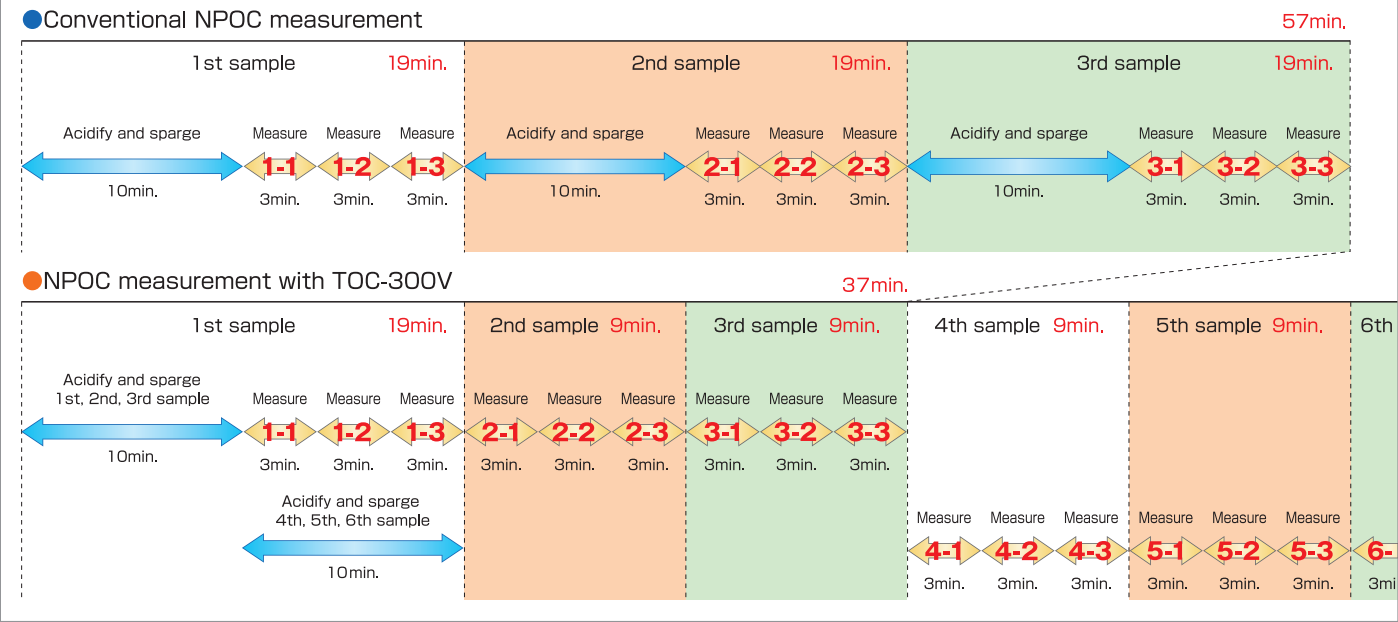 ●Conventional NPOC measurement 57min.
1st sample 19min. 2nd sample 19min. 3rd sample 19min.
Acidify and sparge Measure Measure Measure Acidify and sparge Measure Measure Measure Acidify and sparge Measure Measure Measure
1-1 1-2 1-3 2-1 2-2 2-3 3-1 3-2 3-3
10min. 3min. 3min. 3min. 10min. 3min. 3min. 3min. 10min. 3min. 3min. 3min.
●NPOC measurement with TOC-300V 37min.
1st sample 19min. 2nd sample 9min. 3rd sample 9min. 4th sample 9min. 5th sample 9min. 6th
Acidify and sparge
1st, 2nd, 3rd sample Measure Measure Measure Measure Measure Measure Measure Measure Measure
1-1 1-2 1-3 2-1 2-2 2-3 3-1 3-2 3-3
10min. 3min. 3min. 3min. 3min. 3min. 3min. 3min. 3min. 3min.
Acidify and sparge
4th, 5th, 6th sample Measure Measure Measure Measure Measure Measure
4-1 4-2 4-3 5-1 5-2 5-3 6-
10min. 3min. 3min. 3min. 3min. 3min. 3min. 3mi